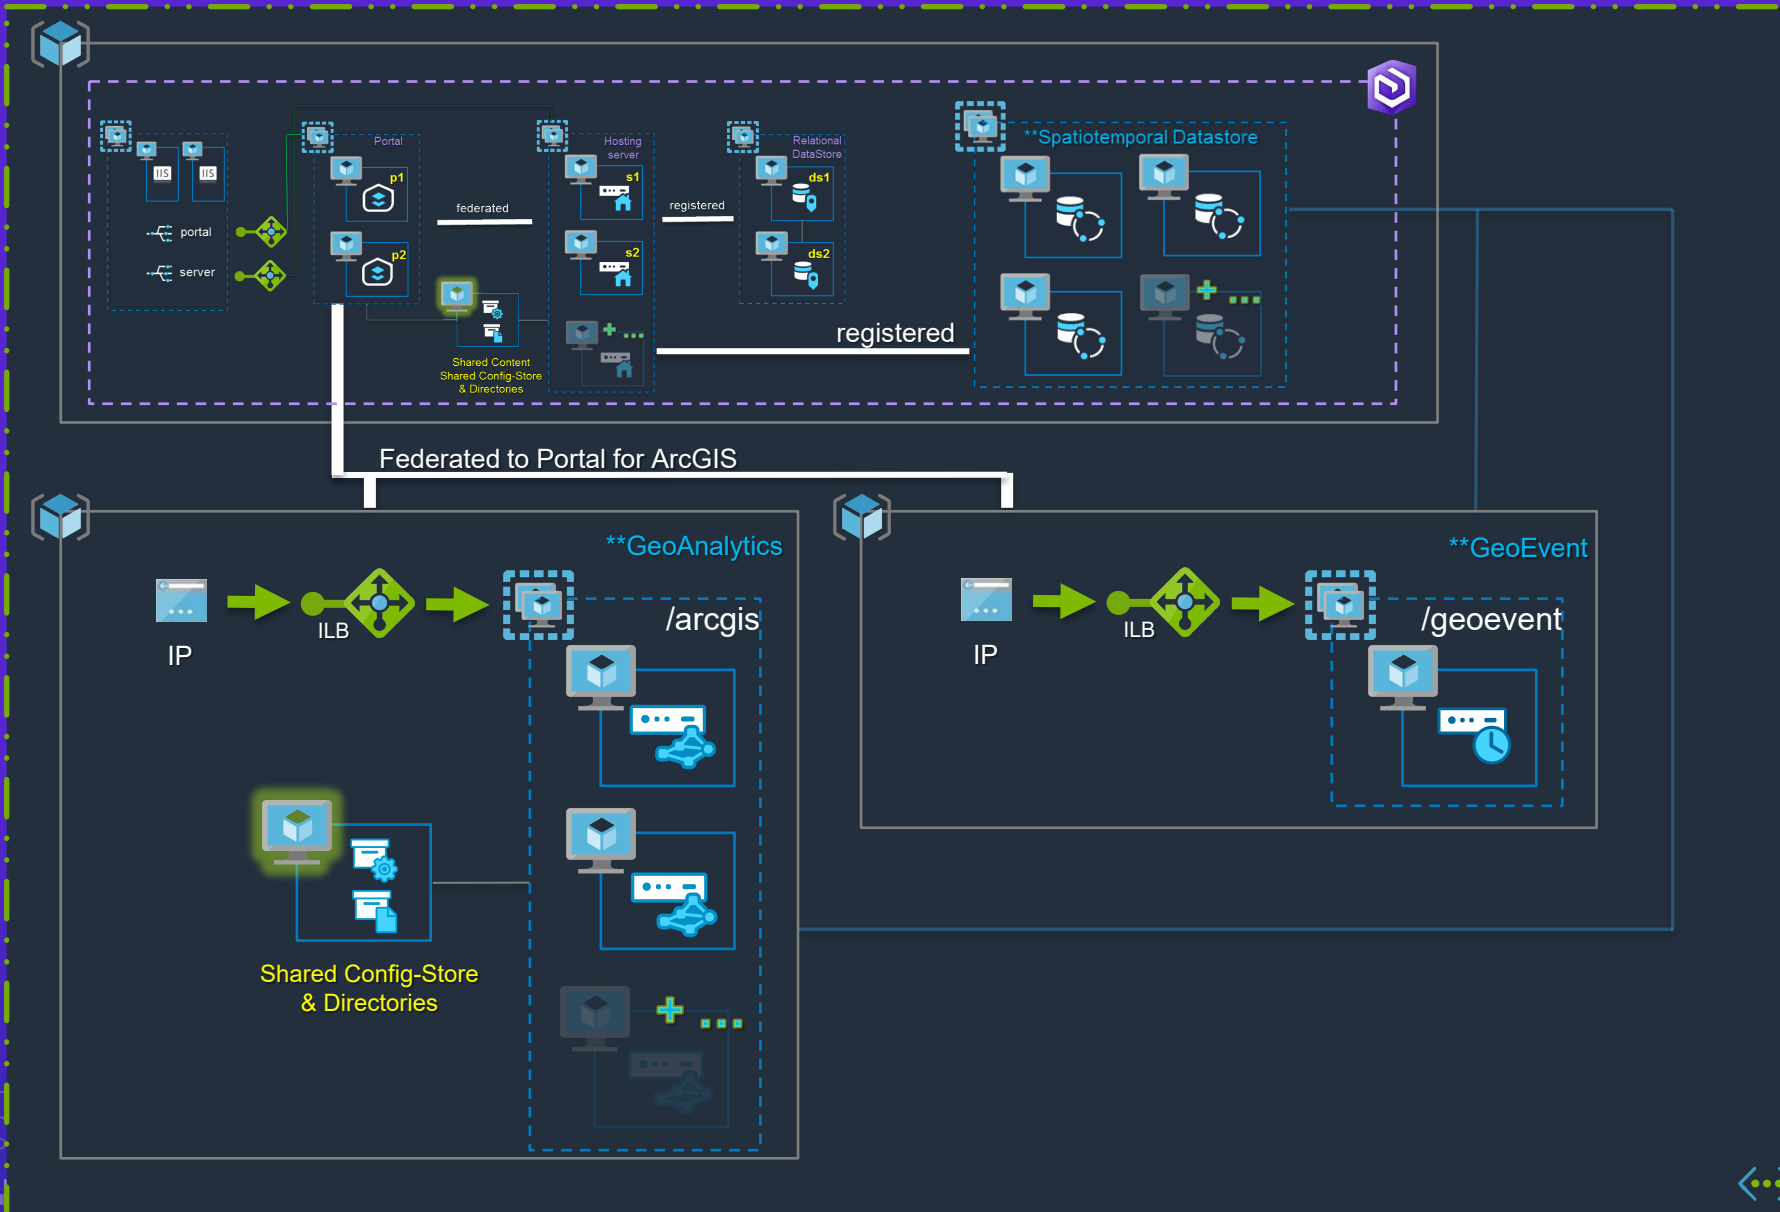 IIS
IIS
portal
server
Portal
p1
p2
federated
Shared Content
Shared Config-Store
& Directories
Hosting
server
s1
s2
registered
Relational
DataStore
ds1
ds2
registered
**Spatiotemporal Datastore
Federated to Portal for ArcGIS
**GeoAnalytics
IP
ILB
/arcgis
Shared Config-Store
& Directories
**GeoEvent
IP
ILB
/geoevent